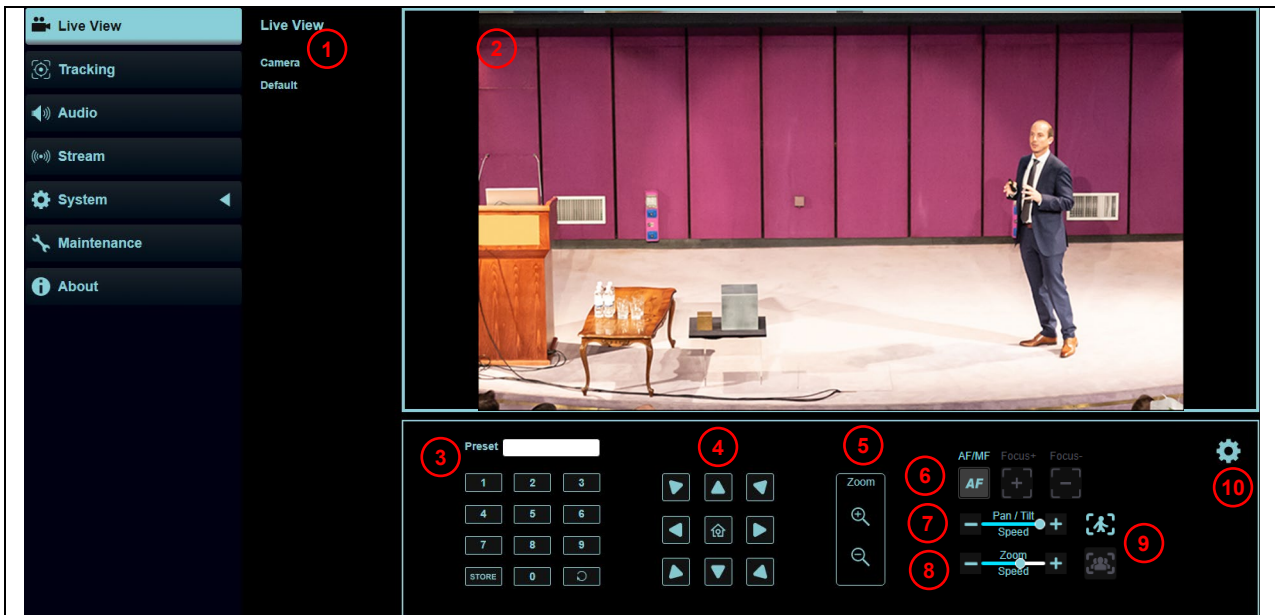 Live View
Tracking
Audio
Stream
System
Maintenance
About
Live View
1
Camera
Default
2
3
Preset
1 2 3
4 5 6
7 8 9
STORE 0
4
5
Zoom
6
AF/MF Focus+ Focus-
AF
7
Pan / Tilt
Speed
8
Zoom
Speed
9
10